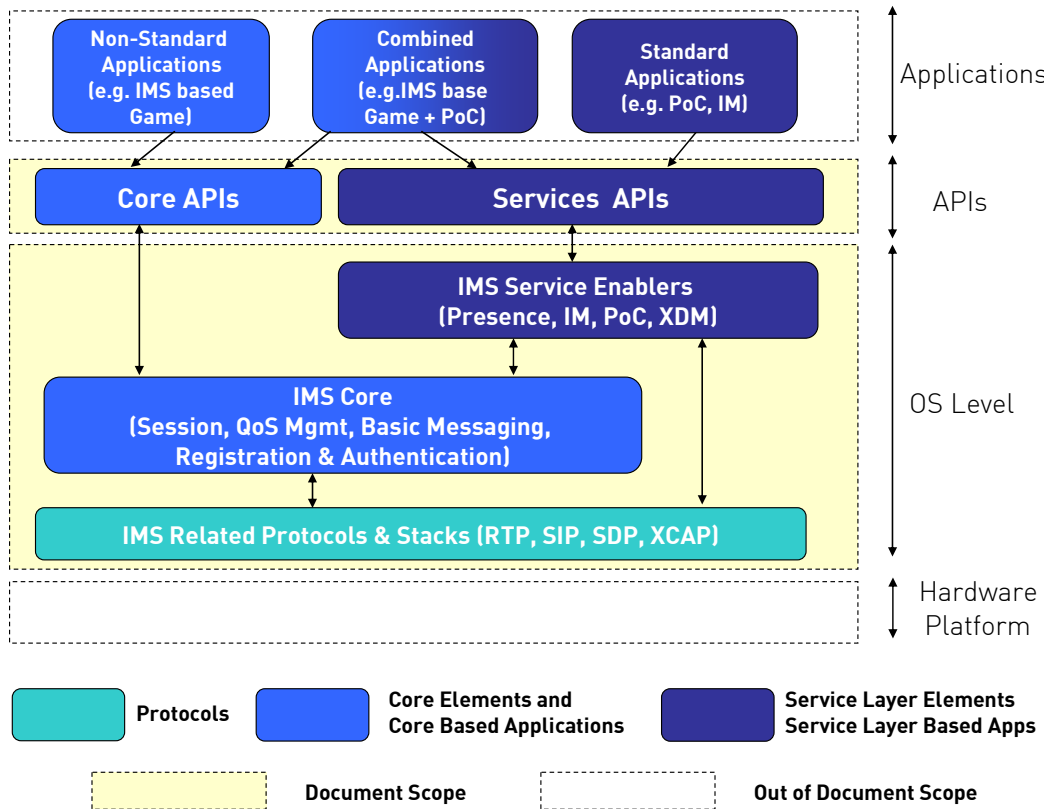 Non-Standard
Applications
(e.g. IMS based
Game)
Combined
Applications
(e.g.IMS base
Game + PoC)
Standard
Applications
(e.g. PoC, IM)
Applications
Core APIs
Services APIs
APIs
IMS Service Enablers
(Presence, IM, PoC, XDM)
IMS Core
(Session, QoS Mgmt, Basic Messaging,
Registration & Authentication)
OS Level
IMS Related Protocols & Stacks (RTP, SIP, SDP, XCAP)
Hardware
Platform
Protocols
Core Elements and
Core Based Applications
Service Layer Elements
Service Layer Based Apps
Document Scope
Out of Document Scope